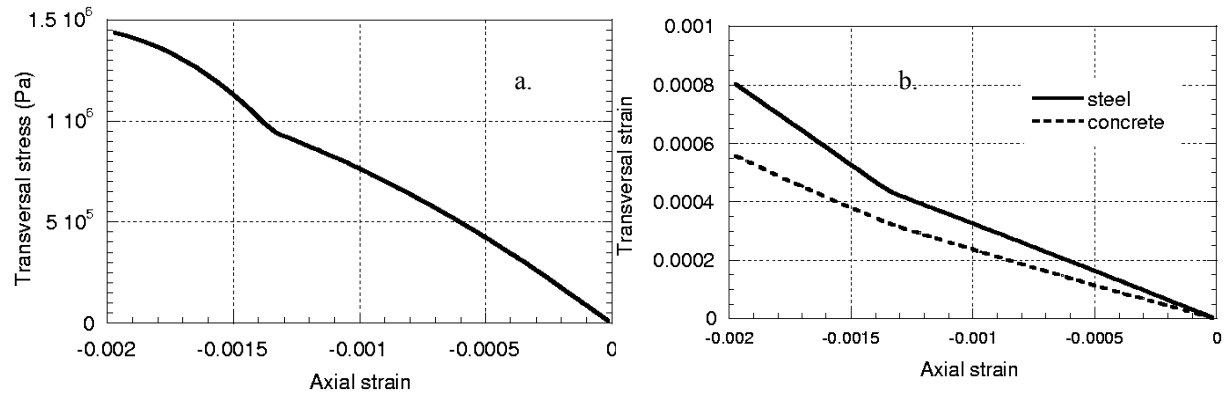 1.5 10⁶
1 10⁶
5 10⁵
0
Transversal stress (Pa)
a.
-0.002
-0.0015
-0.001
-0.0005
0
Axial strain
0.001
0.0008
0.0006
0.0004
0.0002
0
Transversal strain
b.
steel
concrete
-0.002
-0.0015
-0.001
-0.0005
0
Axial strain